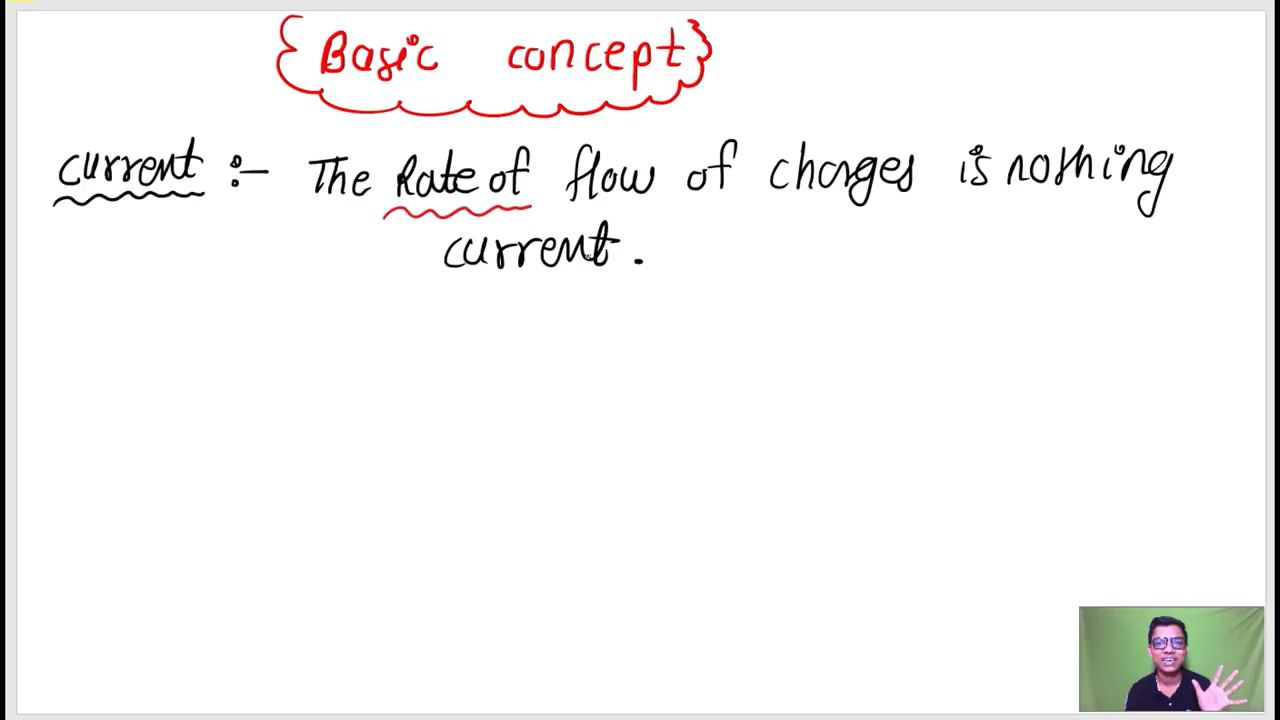 {Basic concept}
current :- The Rate of flow of charges is nothing
current.